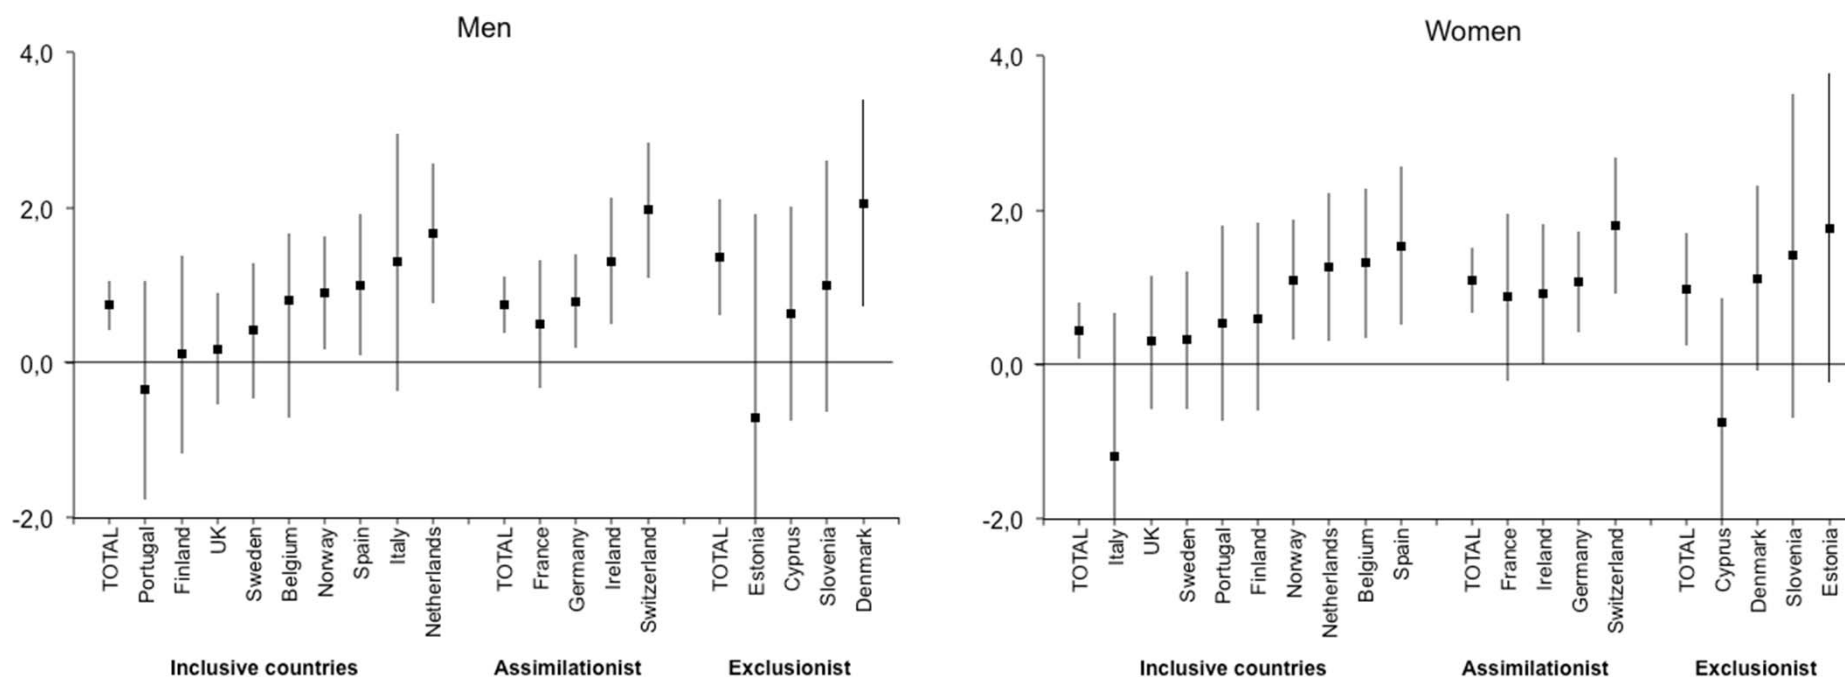 Men
4,0
2,0
0,0
-2,0
TOTAL
Portugal
Finland
UK
Sweden
Belgium
Norway
Spain
Italy
Netherlands
TOTAL
France
Germany
Ireland
Switzerland
TOTAL
Estonia
Cyprus
Slovenia
Denmark
Inclusive countries Assimilationist Exclusionist
Women
4,0
2,0
0,0
-2,0
TOTAL
Italy
UK
Sweden
Portugal
Finland
Norway
Netherlands
Belgium
Spain
TOTAL
France
Ireland
Germany
Switzerland
TOTAL
Cyprus
Denmark
Slovenia
Estonia
Inclusive countries Assimilationist Exclusionist